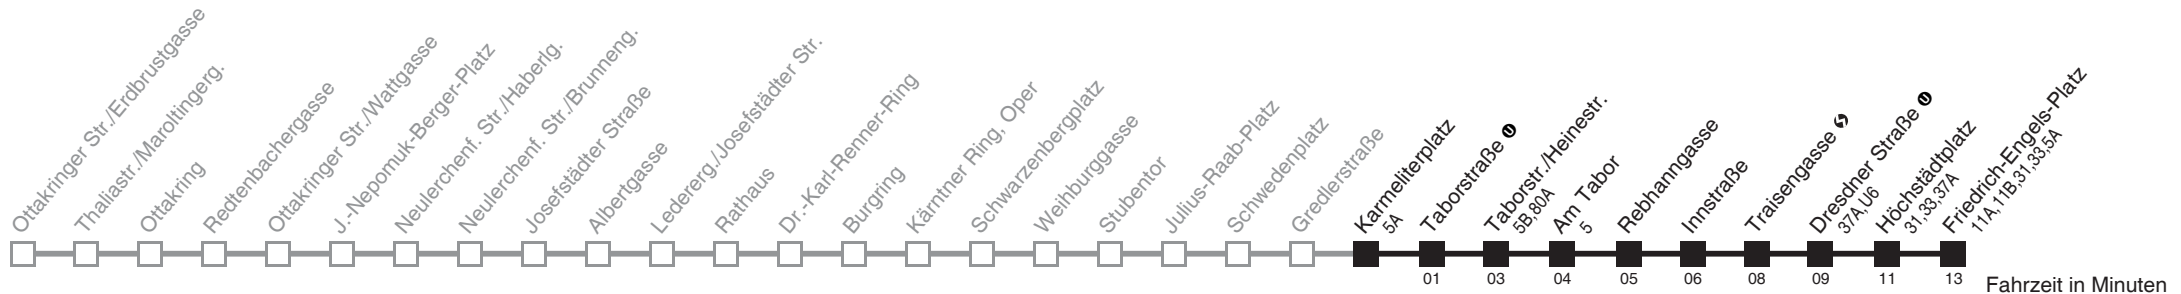 Ottakringer Str./Erdbrustgasse
Thaliastr./Maroltingerg.
Ottakring
Redtenbachergasse
Ottakringer Str./Wattgasse
J.-Nepomuk-Berger-Platz
Neulerchenf. Str./Haberlg.
Neulerchenf. Str./Brunneng.
Josefstädter Straße
Albertgasse
Ledererg./Josefstädter Str.
Rathaus
Dr.-Karl-Renner-Ring
Burgring
Kärntner Ring, Oper
Schwarzenbergplatz
Weihburggasse
Stubentor
Julius-Raab-Platz
Schwedenplatz
Gredlerstraße
Karmeliterplatz
5A
Taborstraße U
01
Taborstr./Heinestr.
5B,80A
03
Am Tabor
5
04
Rebhanngasse
05
Innstraße
06
Traisengasse S
08
Dresdner Straße U
37A,U6
09
Höchstädtplatz
31,33,37A
11
Friedrich-Engels-Platz
11A,11B,31,33,5A
13
Fahrzeit in Minuten